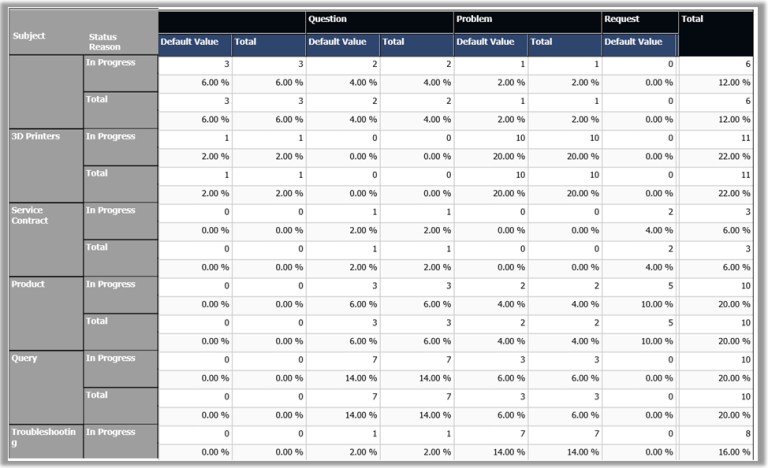 Question Problem Request Total
Subject Status Reason Default Value Total Default Value Total Default Value Total Default Value
In Progress 3 3 2 2 1 1 0 6
6.00 % 6.00 % 4.00 % 4.00 % 2.00 % 2.00 % 0.00 % 12.00 %
Total 3 3 2 2 1 1 0 6
6.00 % 6.00 % 4.00 % 4.00 % 2.00 % 2.00 % 0.00 % 12.00 %
3D Printers In Progress 1 1 0 0 10 10 0 11
2.00 % 2.00 % 0.00 % 0.00 % 20.00 % 20.00 % 0.00 % 22.00 %
Total 1 1 0 0 10 10 0 11
2.00 % 2.00 % 0.00 % 0.00 % 20.00 % 20.00 % 0.00 % 22.00 %
Service Contract In Progress 0 0 1 1 0 0 2 3
0.00 % 0.00 % 2.00 % 2.00 % 0.00 % 0.00 % 4.00 % 6.00 %
Total 0 0 1 1 0 0 2 3
0.00 % 0.00 % 2.00 % 2.00 % 0.00 % 0.00 % 4.00 % 6.00 %
Product In Progress 0 0 3 3 2 2 5 10
0.00 % 0.00 % 6.00 % 6.00 % 4.00 % 4.00 % 10.00 % 20.00 %
Total 0 0 3 3 2 2 5 10
0.00 % 0.00 % 6.00 % 6.00 % 4.00 % 4.00 % 10.00 % 20.00 %
Query In Progress 0 0 7 7 3 3 0 10
0.00 % 0.00 % 14.00 % 14.00 % 6.00 % 6.00 % 0.00 % 20.00 %
Total 0 0 7 7 3 3 0 10
0.00 % 0.00 % 14.00 % 14.00 % 6.00 % 6.00 % 0.00 % 20.00 %
Troubleshootin In Progress 0 0 1 1 7 7 0 8
g 0.00 % 0.00 % 2.00 % 2.00 % 14.00 % 14.00 % 0.00 % 16.00 %